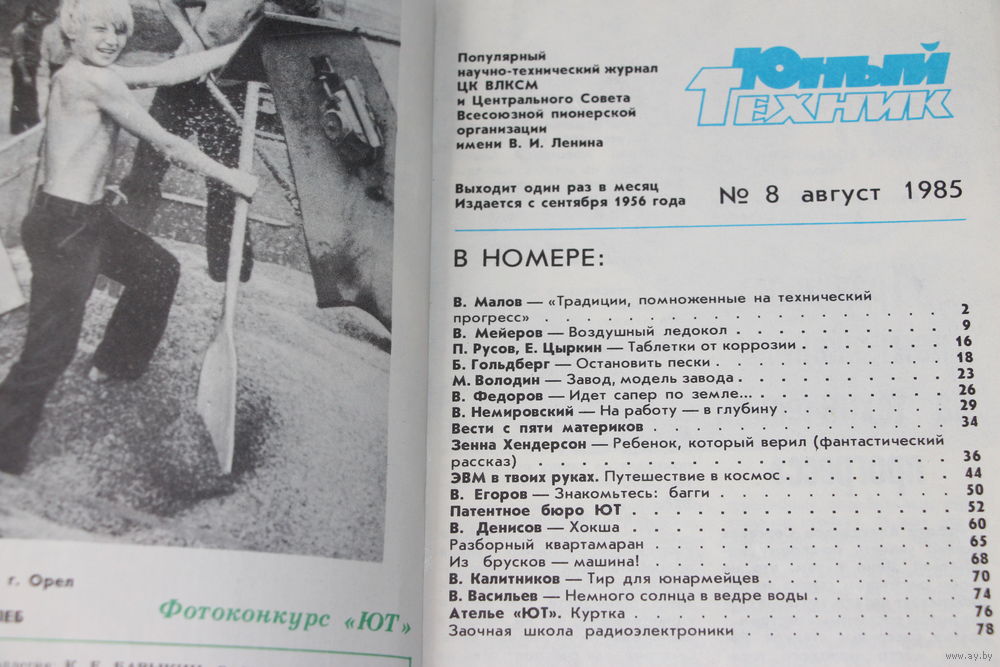 г. Орел
Фотоконкурс «ЮТ»
Популярный
научно-технический журнал
ЦК ВЛКСМ
и Центрального Совета
Всесоюзной пионерской
организации
имени В. И. Ленина
Юный
Техник
Выходит один раз в месяц
Издается с сентября 1956 года
№ 8 август 1985
В НОМЕРЕ:
В. Малов — «Традиции, помноженные на технический
прогресс» . . . . . . . . . . . . . . . . 2
В. Мейеров — Воздушный ледокол . . . . . . . . 9
П. Русов, Е. Цыркин — Таблетки от коррозии . . . . . . 16
Б. Гольдберг — Остановить пески . . . . . . . . . 18
М. Володин — Завод, модель завода . . . . . . . . 23
В. Федоров — Идет сапер по земле... . . . . . . . . 26
В. Немировский — На работу — в глубину . . . . . . 29
Вести с пяти материков . . . . . . . . . . . . 34
Зенна Хендерсон — Ребенок, который верил (фантастический
рассказ) . . . . . . . . . . . . . . . . 36
ЭВМ в твоих руках. Путешествие в космос . . . . . . 44
В. Егоров — Знакомьтесь: багги . . . . . . . . . 50
Патентное бюро ЮТ . . . . . . . . . . . . . 52
В. Денисов — Хокша . . . . . . . . . . . . . 60
Разборный квартамаран . . . . . . . . . . . . 65
Из брусков — машина! . . . . . . . . . . . . 68
В. Калитников — Тир для юнармейцев . . . . . . . 70
В. Васильев — Немного солнца в ведре воды . . . . . 74
Ателье «ЮТ». Куртка . . . . . . . . . . . . . 76
Заочная школа радиоэлектроники . . . . . . . . . 78
www.ay.by